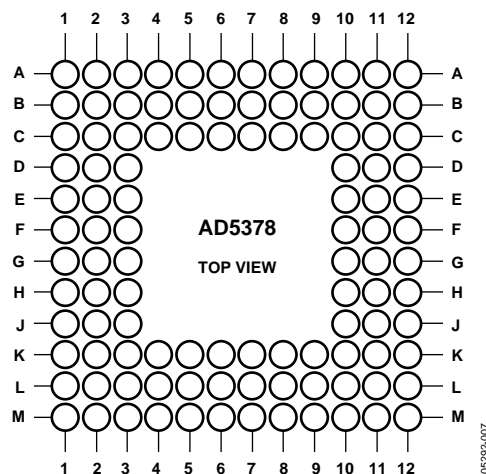 1 2 3 4 5 6 7 8 9 10 11 12
A A
B B
C C
D D
E E
F F
AD5378
G G
TOP VIEW
H H
J J
K K
L L
M M
1 2 3 4 5 6 7 8 9 10 11 12
05292-007